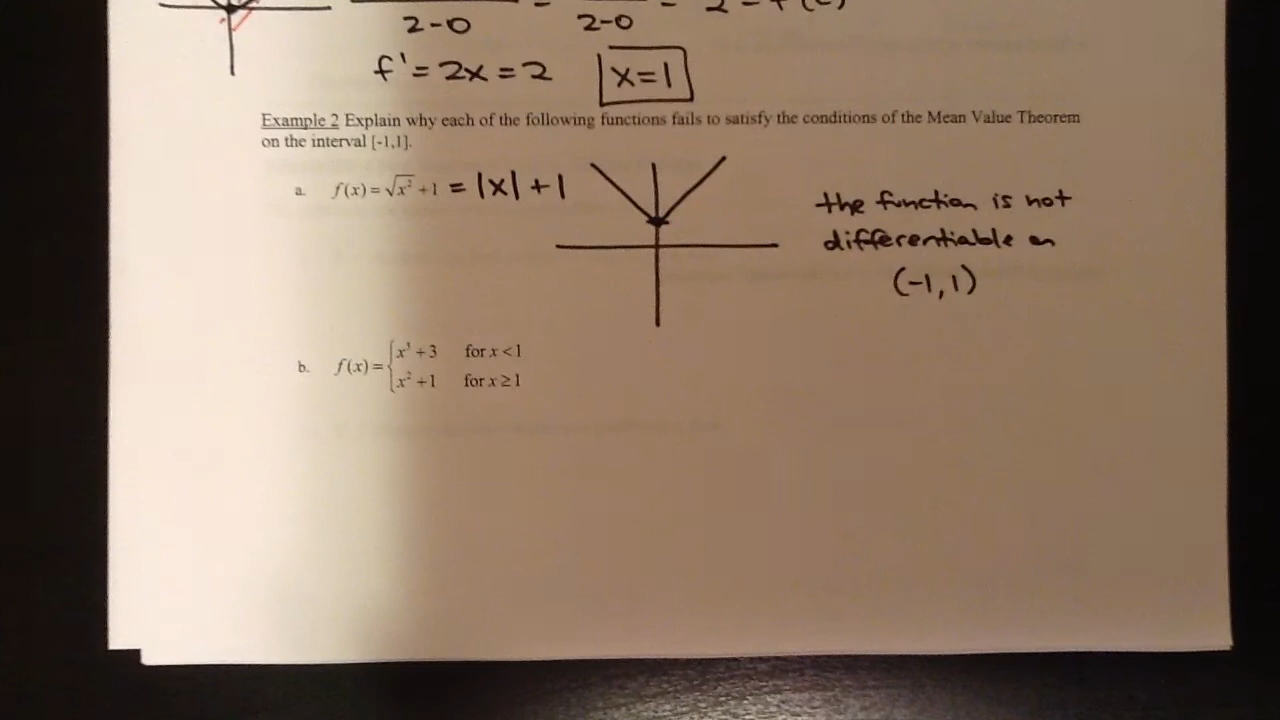 2-0 2-0
f'=2x=2 x=1
Example 2 Explain why each of the following functions fails to satisfy the conditions of the Mean Value Theorem
on the interval [-1,1].
a. f(x)=√x²+1 = |x|+1
the function is not
differentiable on
(-1,1)
b. f(x)={x³+3 for x<1
x²+1 for x≥1